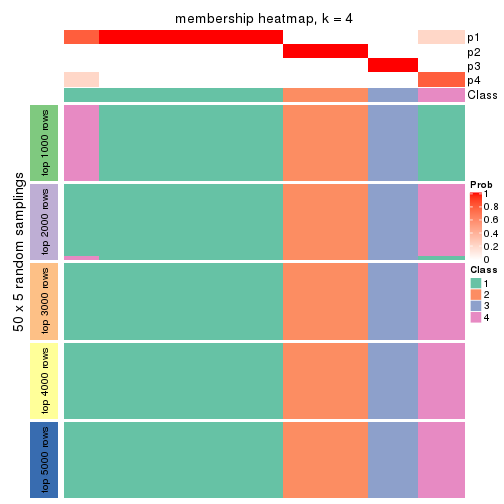 membership heatmap, k = 4
p1
p2
p3
p4
Class
50 x 5 random samplings
top 1000 rows
top 2000 rows
top 3000 rows
top 4000 rows
top 5000 rows
Prob
1
0.8
0.6
0.4
0.2
0
Class
1
2
3
4